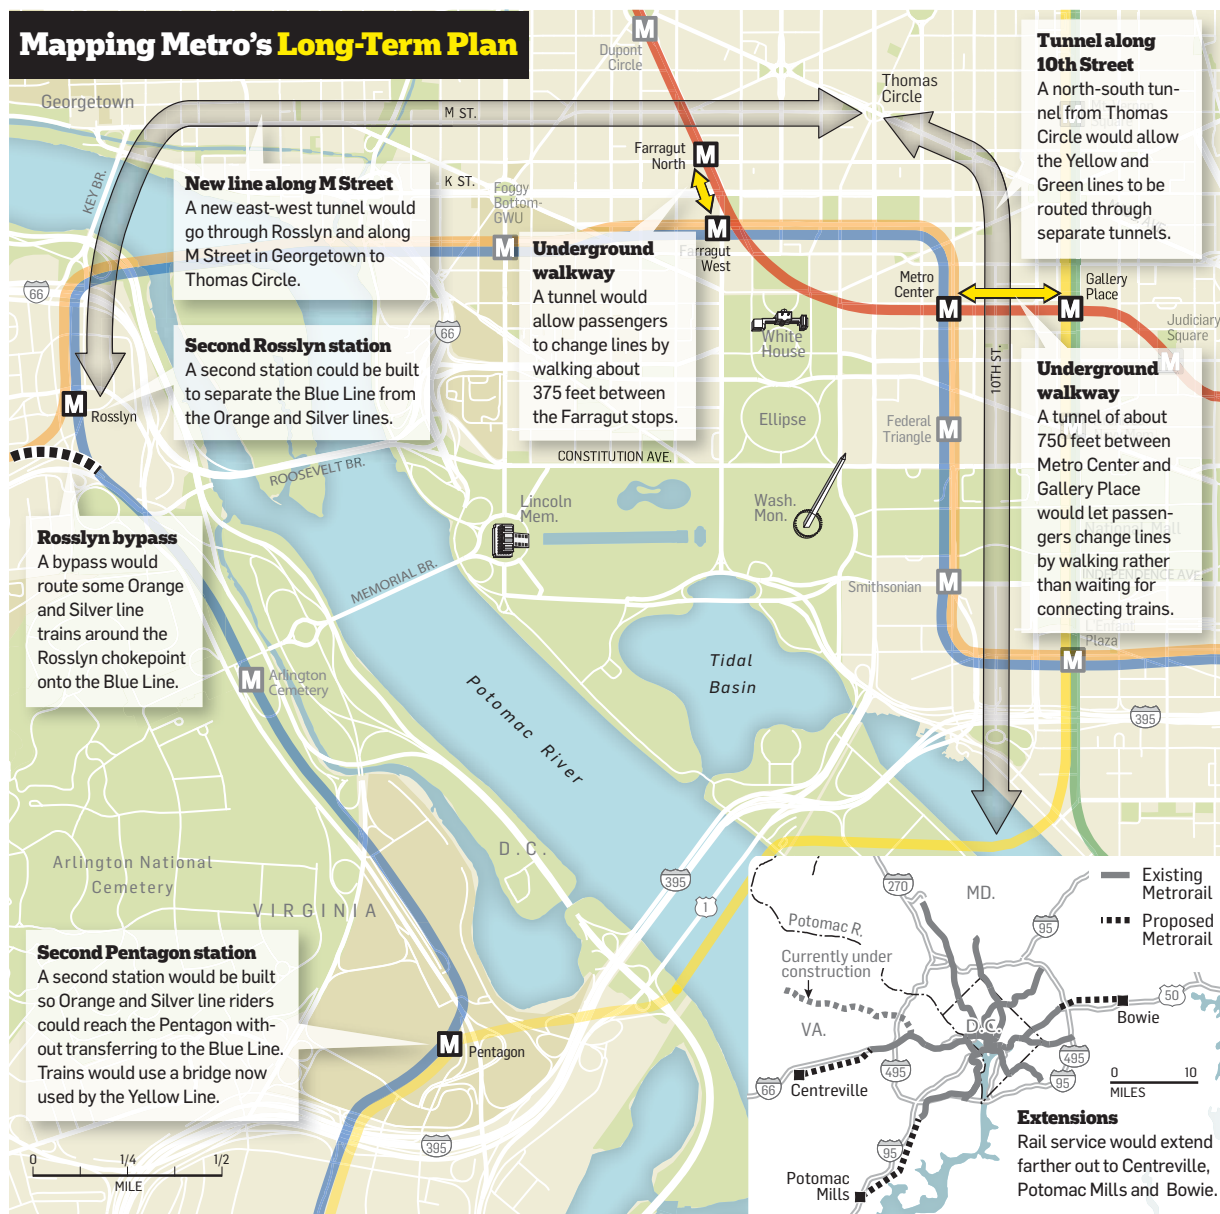 Mapping Metro's Long-Term Plan
Georgetown
Dupont
Circle
Thomas
Circle
M ST.
K ST.
KEY BR.
Farragut
North
Foggy
Bottom-
GWU
Farragut
West
Metro
Center
Gallery
Place
Judiciary
Square
Tunnel along
10th Street
A north-south tun-
nel from Thomas
Circle would allow
the Yellow and
Green lines to be
routed through
separate tunnels.
New line along M Street
A new east-west tunnel would
go through Rosslyn and along
M Street in Georgetown to
Thomas Circle.
Underground
walkway
A tunnel would
allow passengers
to change lines by
walking about
375 feet between
the Farragut stops.
Second Rosslyn station
A second station could be built
to separate the Blue Line from
the Orange and Silver lines.
Underground
walkway
A tunnel of about
750 feet between
Metro Center and
Gallery Place
would let passen-
gers change lines
by walking rather
than waiting for
connecting trains.
66
66
White
House
Ellipse
10TH ST.
Federal
Triangle
Rosslyn
ROOSEVELT BR.
CONSTITUTION AVE.
Lincoln
Mem.
Wash.
Mon.
National Mall
INDEPENDENCE AVE.
Smithsonian
L'Enfant
Plaza
Rosslyn bypass
A bypass would
route some Orange
and Silver line
trains around the
Rosslyn chokepoint
onto the Blue Line.
MEMORIAL BR.
Arlington
Cemetery
Potomac River
Tidal
Basin
395
Arlington National
Cemetery
D.C.
VIRGINIA
395
1
Second Pentagon station
A second station would be built
so Orange and Silver line riders
could reach the Pentagon with-
out transferring to the Blue Line.
Trains would use a bridge now
used by the Yellow Line.
Pentagon
395
0 1/4 1/2
MILE
Existing
Metrorail
Proposed
Metrorail
270
MD.
95
Potomac R.
Currently under
construction
VA.
D.C.
50
Bowie
495
495
95
66
Centreville
0 10
MILES
95
Potomac
Mills
Extensions
Rail service would extend
farther out to Centreville,
Potomac Mills and Bowie.